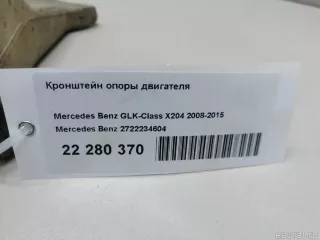 Кронштейн опоры двигателя
Mercedes Benz GLK-Class X204 2008-2015
Mercedes Benz 2722234604
22 280 370